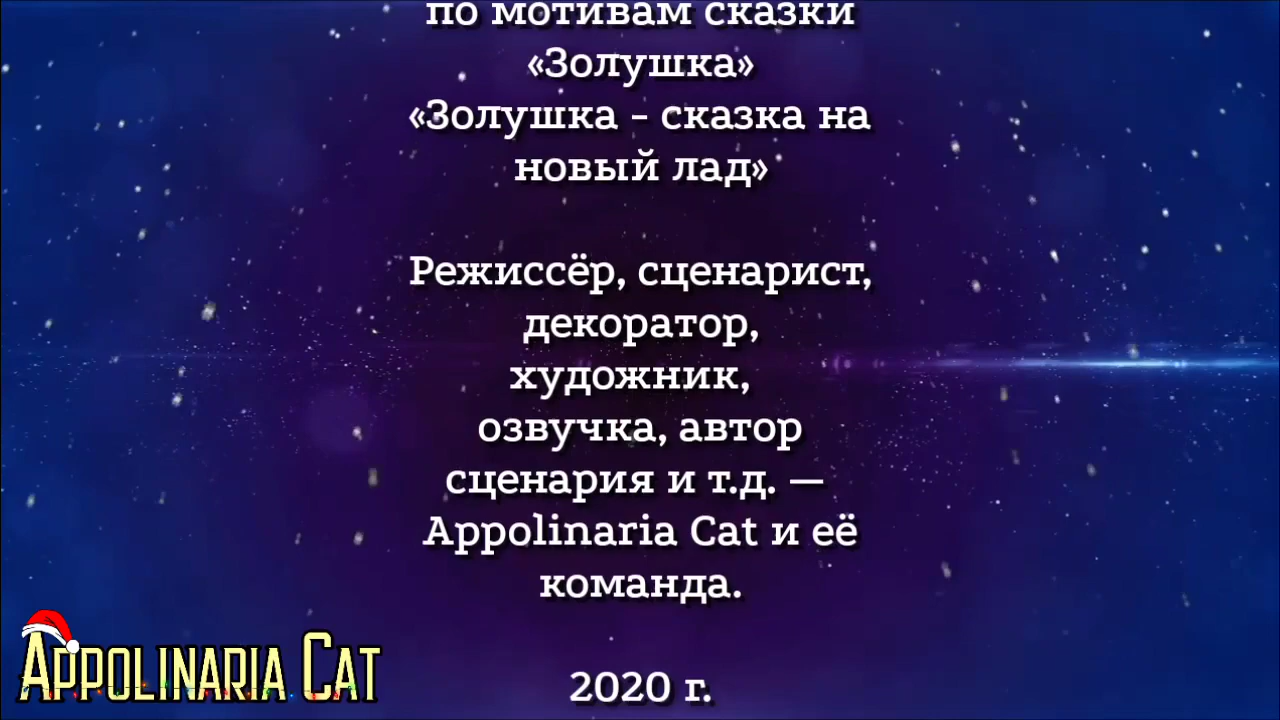 по мотивам сказки
«Золушка»
«Золушка - сказка на
новый лад»
Режиссёр, сценарист,
декоратор,
художник,
озвучка, автор
сценария и т.д. —
Appolinaria Cat и её
команда.
2020 г.
APPOLINARIA CAT